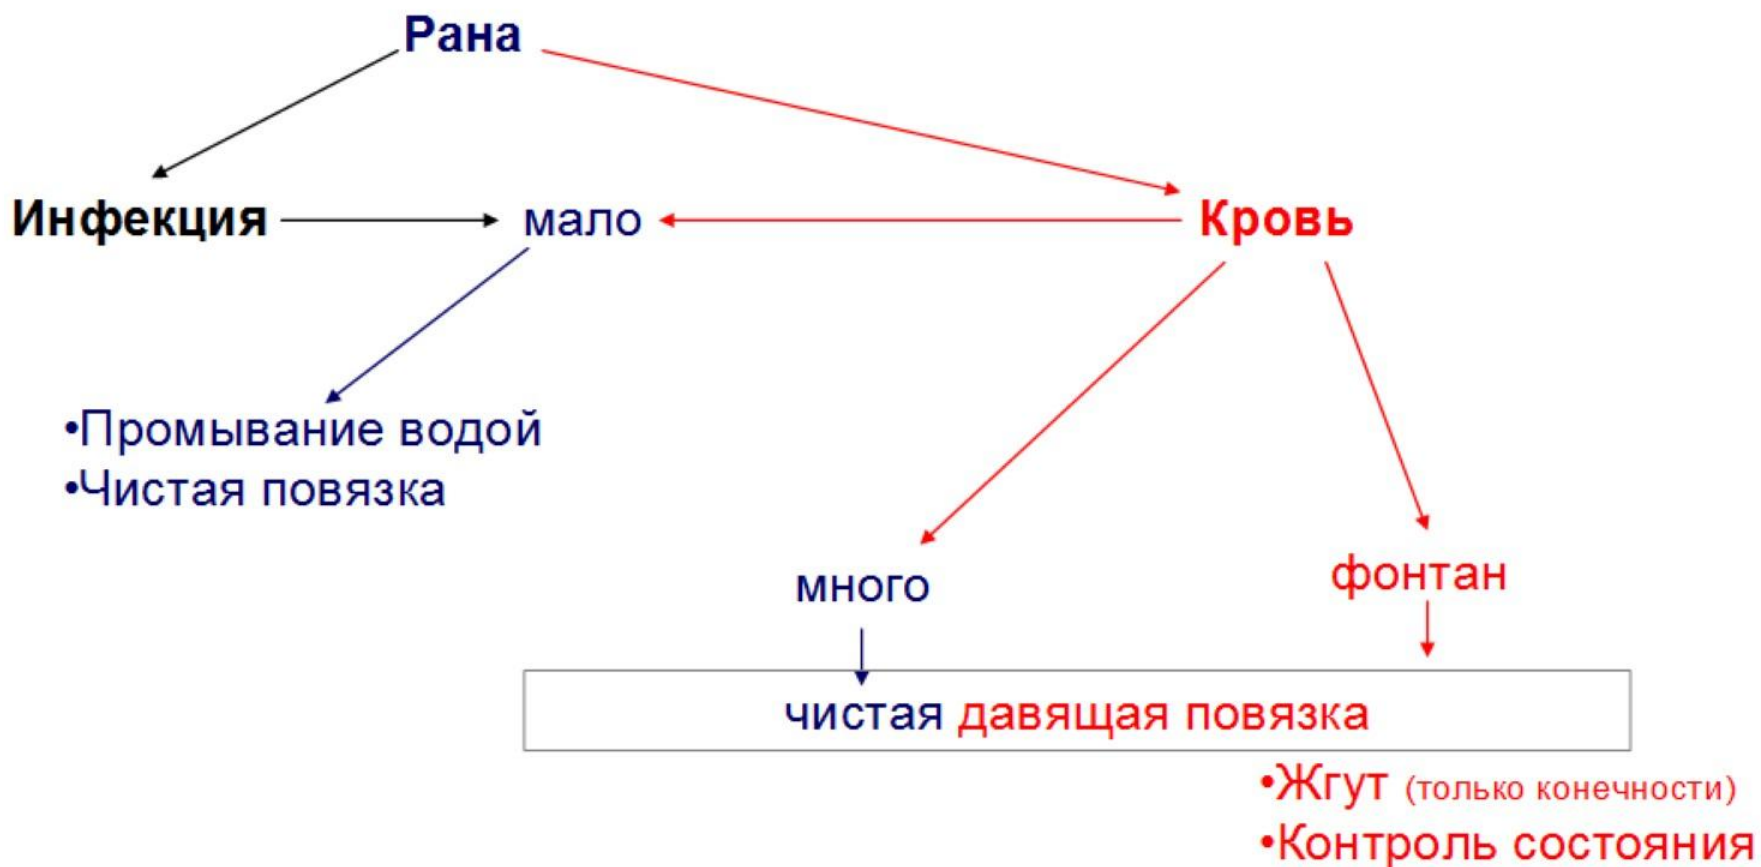 Рана
Инфекция
мало
Кровь
•Промывание водой
•Чистая повязка
много
фонтан
чистая давящая повязка
•Жгут (только конечности)
•Контроль состояния